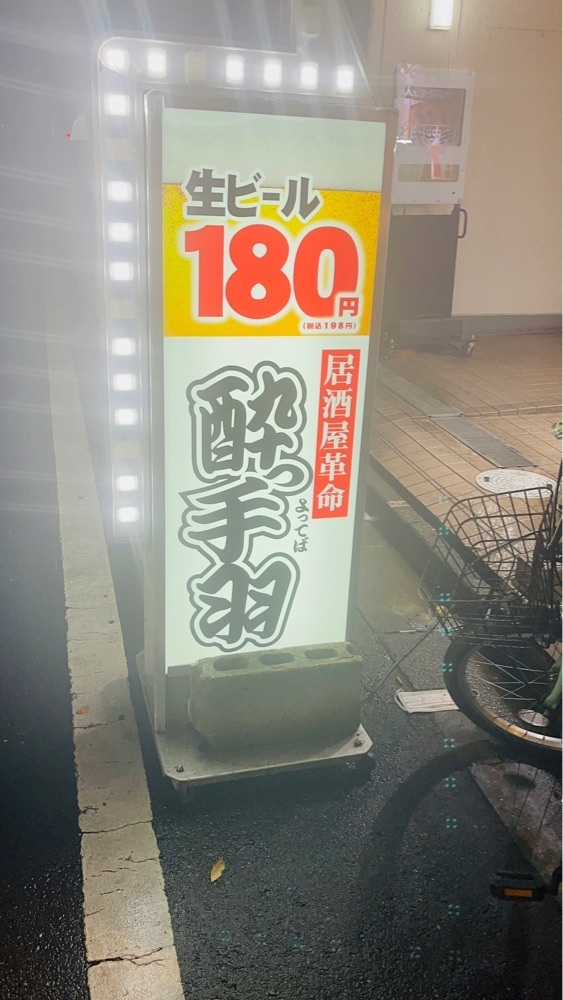 生ビール
180円
(税込198円)
居酒屋革命
酔っ手羽
よってば